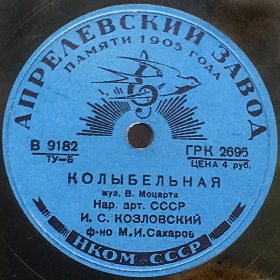 АПРЕЛЕВСКИЙ ЗАВОД
ПАМЯТИ 1905 ГОДА
В 9182
ТУ-Б
ГРК 2695
ЦЕНА 4 руб.
КОЛЫБЕЛЬНАЯ
муз. В. Моцарта
Нар. арт. СССР
И. С. КОЗЛОВСКИЙ
ф-но М.И.Сахаров
НКОМ-СССР